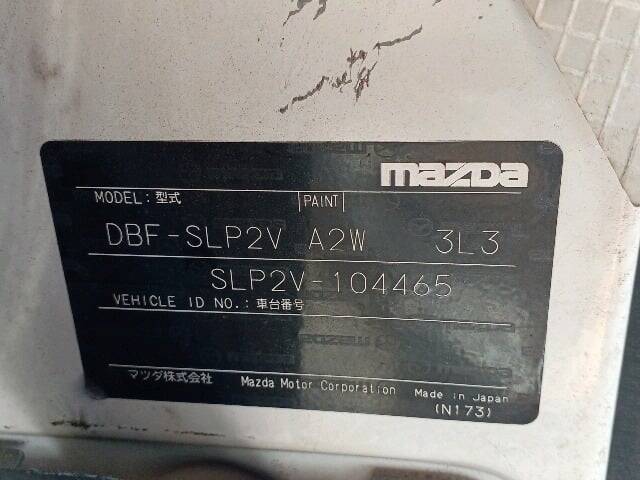 mazda
MODEL: 型式 |PAINT|
DBF-SLP2V A2W 3L3
SLP2V-104465
VEHICLE ID NO.: 車台番号
マツダ株式会社 Mazda Motor Corporation Made in Japan
(N173)